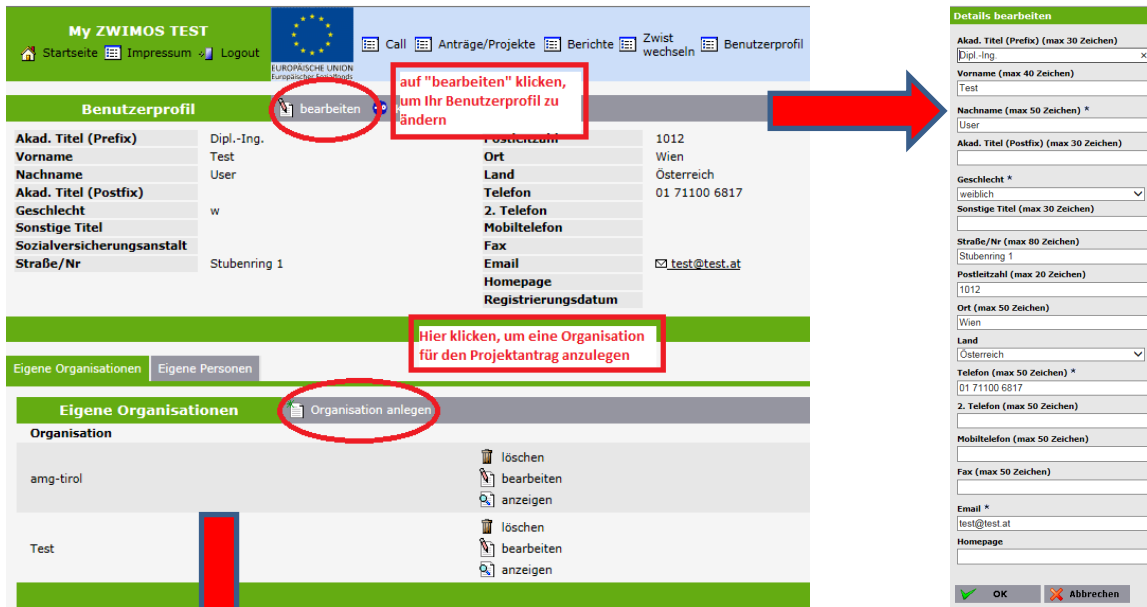 My ZWIMOS TEST
Startseite Impressum Logout
EUROPÄISCHE UNION
Europäischer Sozialfonds
Call Anträge/Projekte Berichte Zwist wechseln Benutzerprofil
auf "bearbeiten" klicken,
um Ihr Benutzerprofil zu
ändern
Benutzerprofil bearbeiten
Akad. Titel (Prefix) Dipl.-Ing. Postleitzahl 1012
Vorname Test Ort Wien
Nachname User Land Österreich
Akad. Titel (Postfix) Telefon 01 71100 6817
Geschlecht w 2. Telefon
Sonstige Titel Mobiltelefon
Sozialversicherungsanstalt Fax
Straße/Nr Stubenring 1 Email test@test.at
Homepage
Registrierungsdatum
Hier klicken, um eine Organisation
für den Projektantrag anzulegen
Eigene Organisationen Eigene Personen
Eigene Organisationen Organisation anlegen
Organisation
löschen
amg-tirol bearbeiten
anzeigen
löschen
Test bearbeiten
anzeigen
Details bearbeiten
Akad. Titel (Prefix) (max 30 Zeichen)
Dipl.-Ing.
Vorname (max 40 Zeichen)
Test
Nachname (max 50 Zeichen) *
User
Akad. Titel (Postfix) (max 30 Zeichen)
Geschlecht *
weiblich
Sonstige Titel (max 30 Zeichen)
Straße/Nr (max 80 Zeichen)
Stubenring 1
Postleitzahl (max 20 Zeichen)
1012
Ort (max 50 Zeichen)
Wien
Land
Österreich
Telefon (max 50 Zeichen) *
01 71100 6817
2. Telefon (max 50 Zeichen)
Mobiltelefon (max 50 Zeichen)
Fax (max 50 Zeichen)
Email *
test@test.at
Homepage
OK Abbrechen